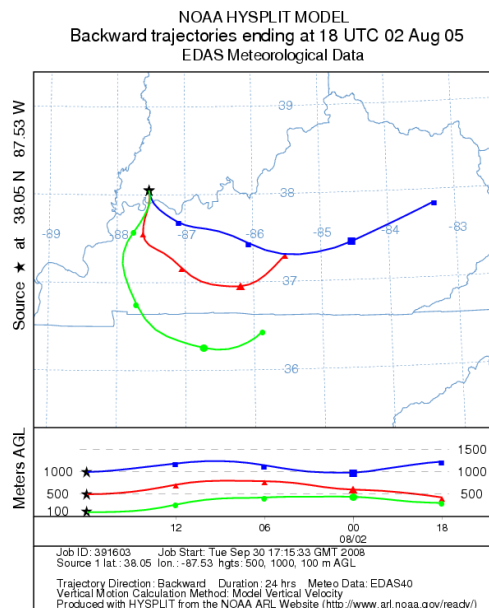 NOAA HYSPLIT MODEL
Backward trajectories ending at 18 UTC 02 Aug 05
EDAS Meteorological Data
Source ★ at 38.05 N 87.53 W
39
38
-88
-87
-86
-85
-84
-83
37
36
Meters AGL
1500
1000
1000
500
500
100
12
06
00
18
08/02
Job ID: 391603 Job Start: Tue Sep 30 17:15:33 GMT 2008
Source 1 lat.: 38.05 lon.: -87.53 hgts: 500, 1000, 100 m AGL
Trajectory Direction: Backward Duration: 24 hrs Meteo Data: EDAS40
Vertical Motion Calculation Method: Model Vertical Velocity
Produced with HYSPLIT from the NOAA ARL Website (http://www.arl.noaa.gov/ready/)